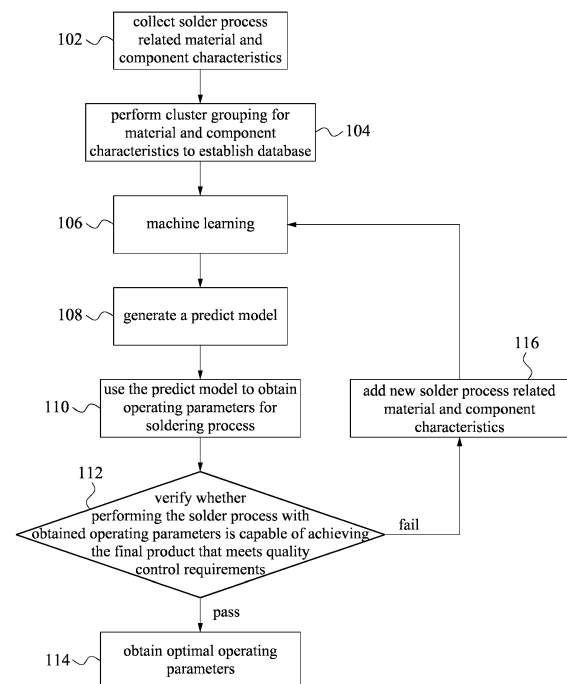 102
collect solder process
related material and
component characteristics
perform cluster grouping for
material and component
characteristics to establish database
104
106
machine learning
108
generate a predict model
110
use the predict model to obtain
operating parameters for
soldering process
116
add new solder process related
material and component
characteristics
112
verify whether
performing the solder process with
obtained operating parameters is capable of achieving
the final product that meets quality
control requirements
fail
pass
114
obtain optimal operating
parameters